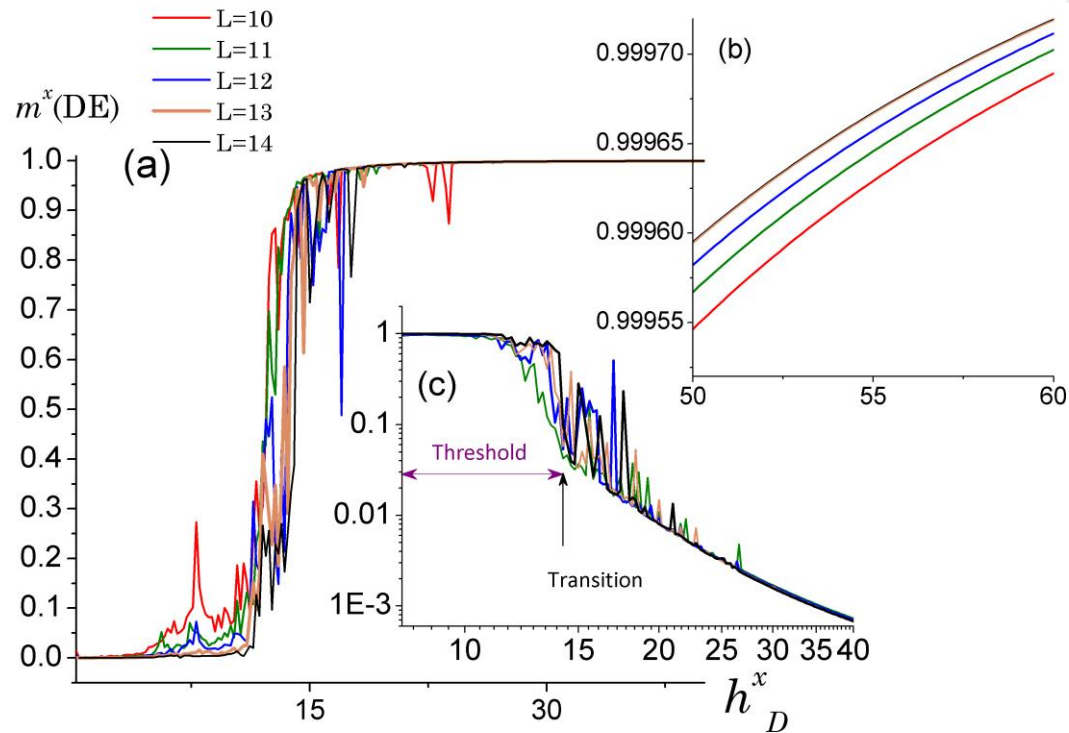 L=10
L=11
L=12
L=13
L=14
m^x(DE)
(a)
1.0
0.9
0.8
0.7
0.6
0.5
0.4
0.3
0.2
0.1
0.0
15
30
h^x_D
(b)
0.99970
0.99965
0.99960
0.99955
50
55
60
(c)
1
0.1
0.01
1E-3
Threshold
Transition
10
15
20
25
30
35
40